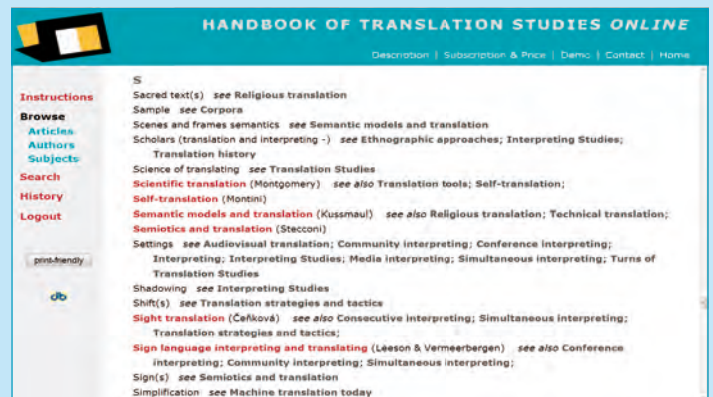 HANDBOOK OF TRANSLATION STUDIES ONLINE
Description | Subscription & Price | Demo | Contact | Home
Instructions
Browse
Articles
Authors
Subjects
Search
History
Logout
print-friendly
db
S
Sacred text(s) see Religious translation
Sample see Corpora
Scenes and frames semantics see Semantic models and translation
Scholars (translation and interpreting -) see Ethnographic approaches; Interpreting Studies;
Translation history
Science of translating see Translation Studies
Scientific translation (Montgomery) see also Translation tools; Self-translation;
Self-translation (Montini)
Semantic models and translation (Kussmaul) see also Religious translation; Technical translation;
Semiotics and translation (Stecconi)
Settings see Audiovisual translation; Community interpreting; Conference interpreting;
Interpreting; Interpreting Studies; Media interpreting; Simultaneous interpreting; Turns of
Translation Studies
Shadowing see Interpreting Studies
Shift(s) see Translation strategies and tactics
Sight translation (Čeňková) see also Consecutive interpreting; Simultaneous interpreting;
Translation strategies and tactics;
Sign language interpreting and translating (Leeson & Vermeerbergen) see also Conference
interpreting; Community interpreting; Simultaneous interpreting;
Sign(s) see Semiotics and translation
Simplification see Machine translation today